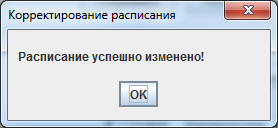 Корректирование расписания
Расписание успешно изменено!
OK